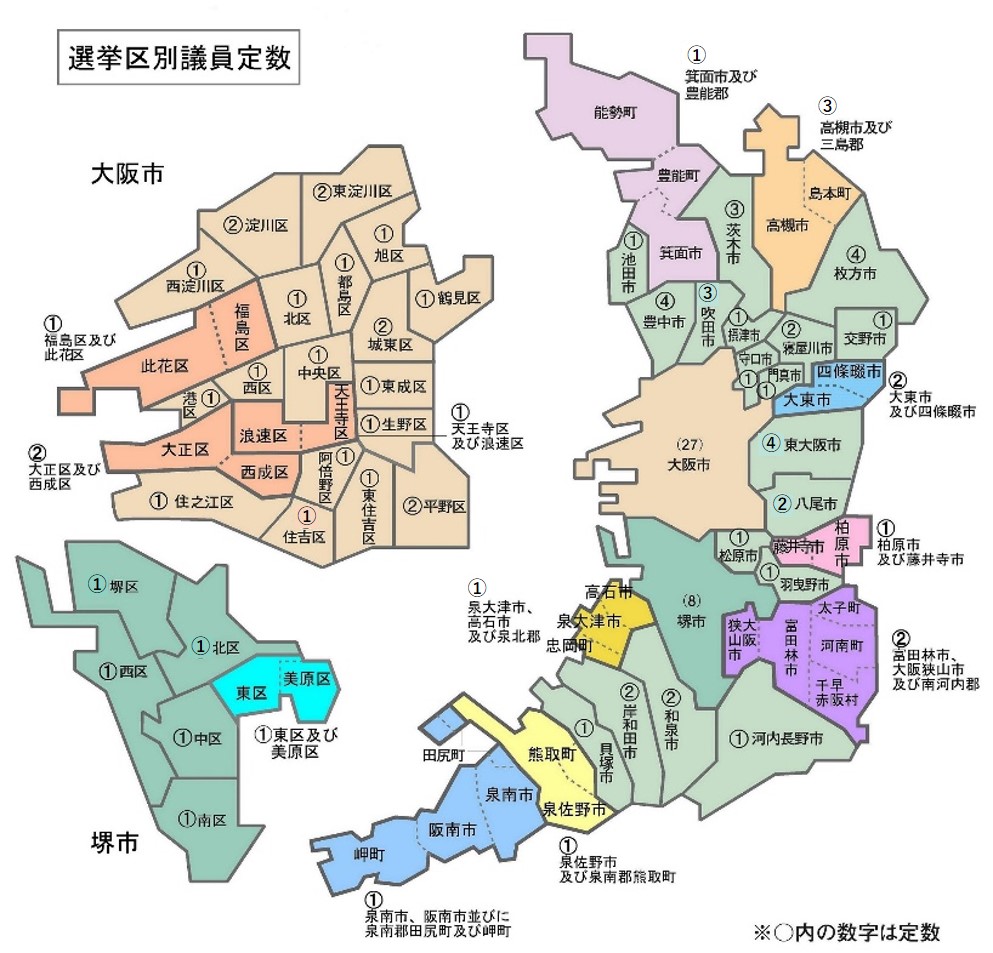 選挙区別議員定数
大阪市
②東淀川区
②淀川区
①
旭区
①
西淀川区
①
都島区
①
北区
①鶴見区
福島区
①
福島区及び
此花区
②
城東区
此花区
①
中央区
①
西区
①東成区
港区①
天王寺区
①生野区
①
天王寺区
及び浪速区
浪速区
大正区
②
大正区及び
西成区
西成区
阿倍野区①
①東住吉区
②平野区
① 住之江区
①
住吉区
①堺区
①北区
①西区
東区
美原区
①東区及び
美原区
①中区
①南区
堺市
能勢町
①
箕面市及び
豊能郡
豊能町
箕面市
③
高槻市及び
三島郡
島本町
高槻市
③
茨木市
①
池田市
④
枚方市
④
豊中市
③
吹田市
①
摂津市
②
寝屋川市
①
交野市
守口市
①
門真市
①
四條畷市
大東市
②
大東市
及び四條畷市
(27)
大阪市
④東大阪市
②八尾市
①
松原市
藤井寺市
柏原市
①
柏原市
及び藤井寺市
①
羽曳野市
(8)
堺市
①
泉大津市、
高石市
及び泉北郡
高石市
泉大津市
忠岡町
大阪狭山市
富田林市
太子町
河南町
千早
赤阪村
②
富田林市、
大阪狭山市
及び南河内郡
②
和泉市
②
岸和田市
①
貝塚市
①河内長野市
熊取町
泉佐野市
田尻町
泉南市
阪南市
岬町
①
泉佐野市
及び泉南郡熊取町
①
泉南市、阪南市並びに
泉南郡田尻町及び岬町
※○内の数字は定数